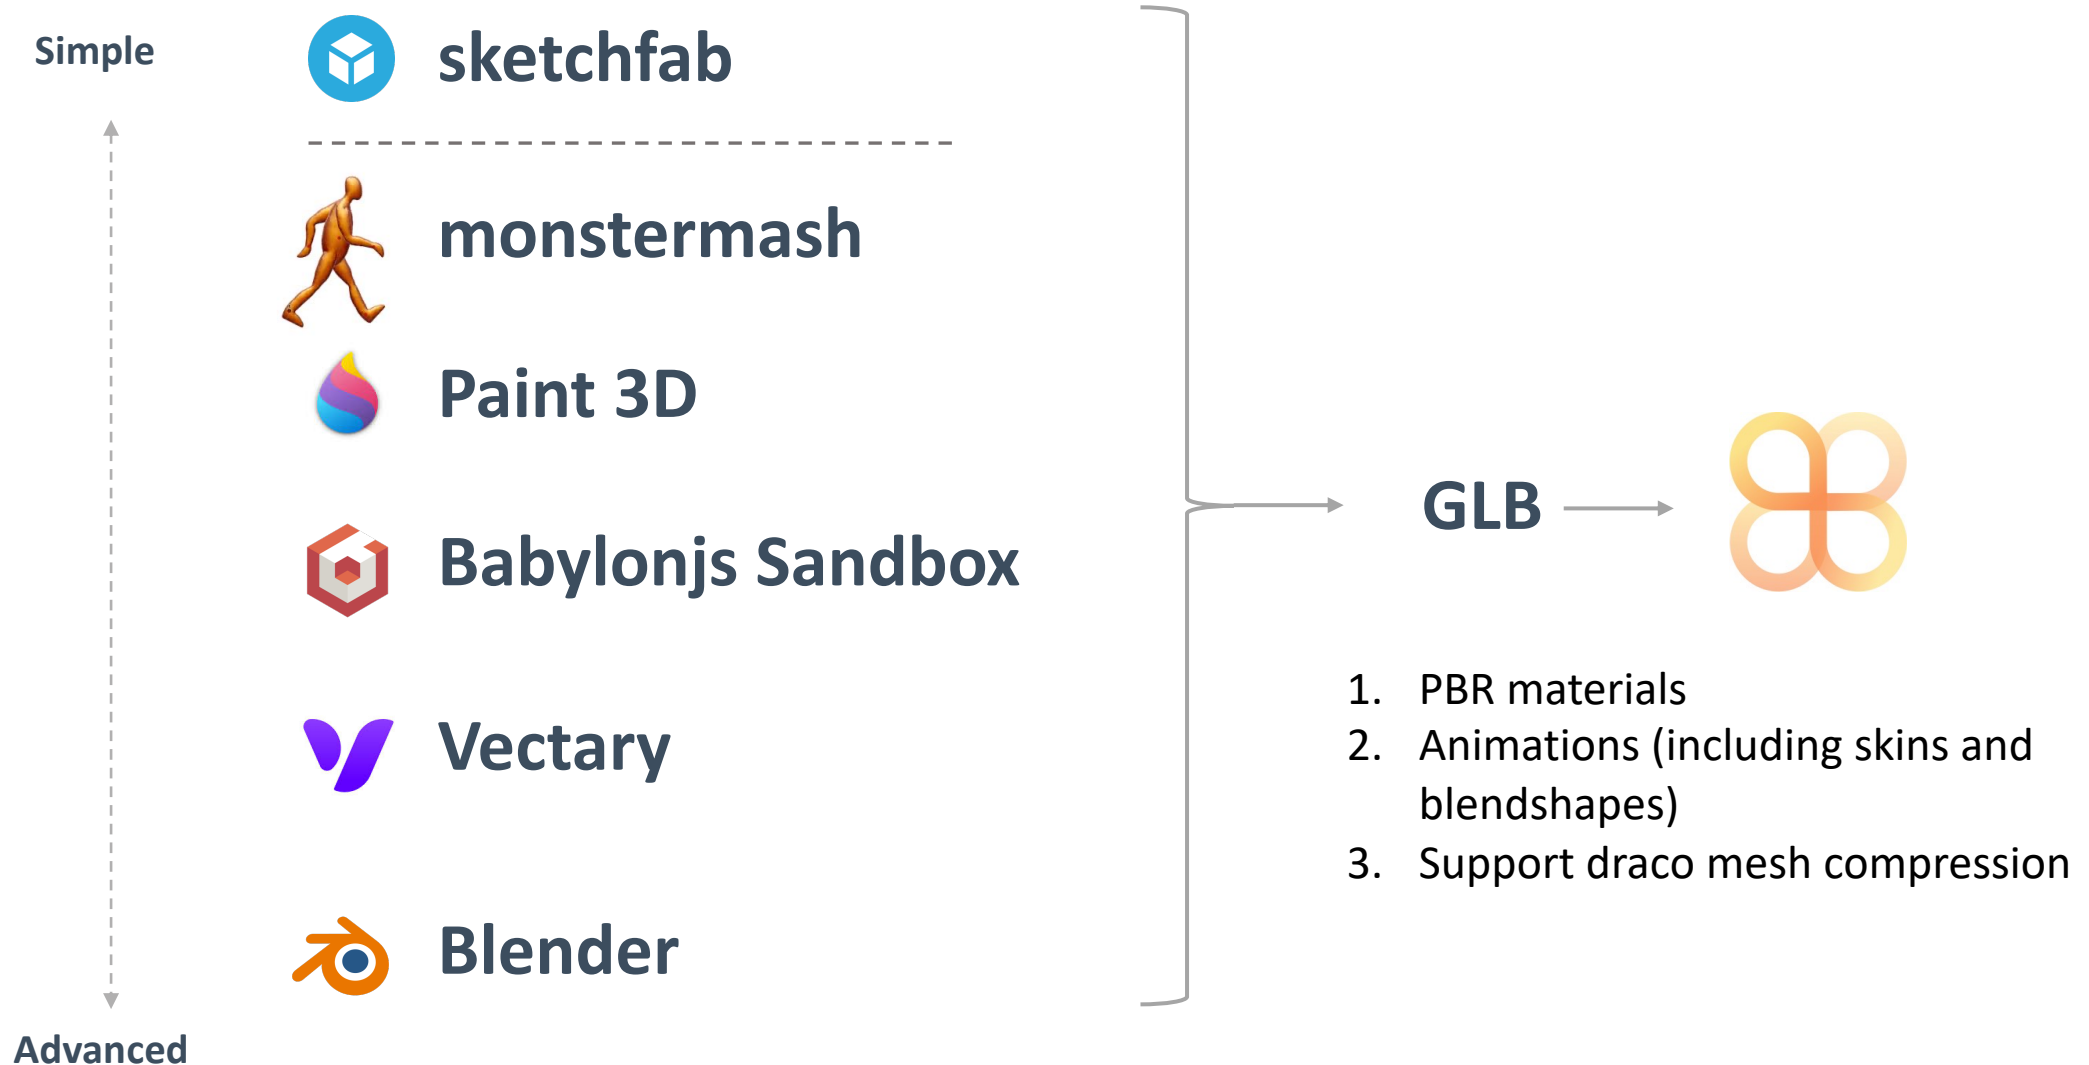 Simple
sketchfab
monstermash
Paint 3D
Babylonjs Sandbox
Vectary
Blender
Advanced
GLB
1. PBR materials
2. Animations (including skins and
blendshapes)
3. Support draco mesh compression